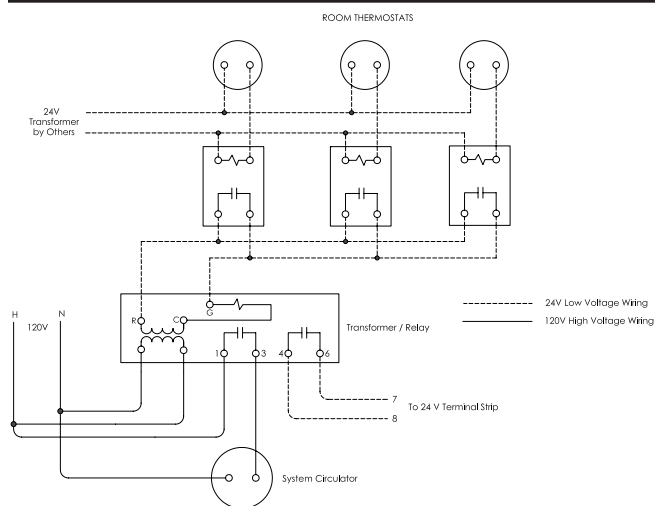 ROOM THERMOSTATS
24V
Transformer
by Others
R
C
G
H
N
120V
1
3
4
6
Transformer / Relay
24V Low Voltage Wiring
120V High Voltage Wiring
7
8
To 24 V Terminal Strip
System Circulator